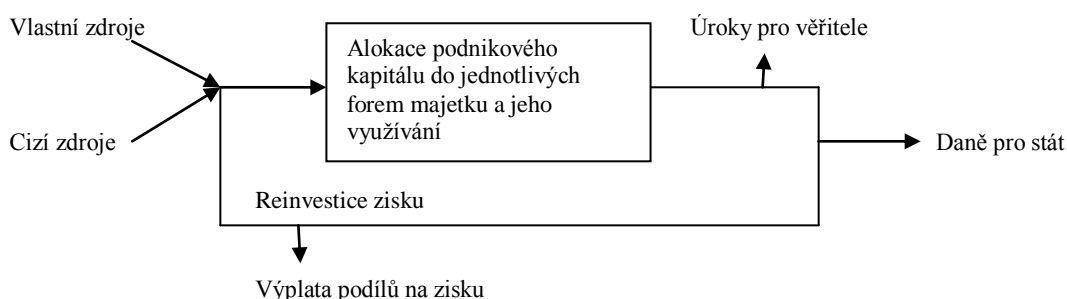 Vlastní zdroje
Úroky pro věřitele
Alokace podnikového
kapitálu do jednotlivých
forem majetku a jeho
využívání
Cizí zdroje
Daně pro stát
Reinvestice zisku
Výplata podílů na zisku